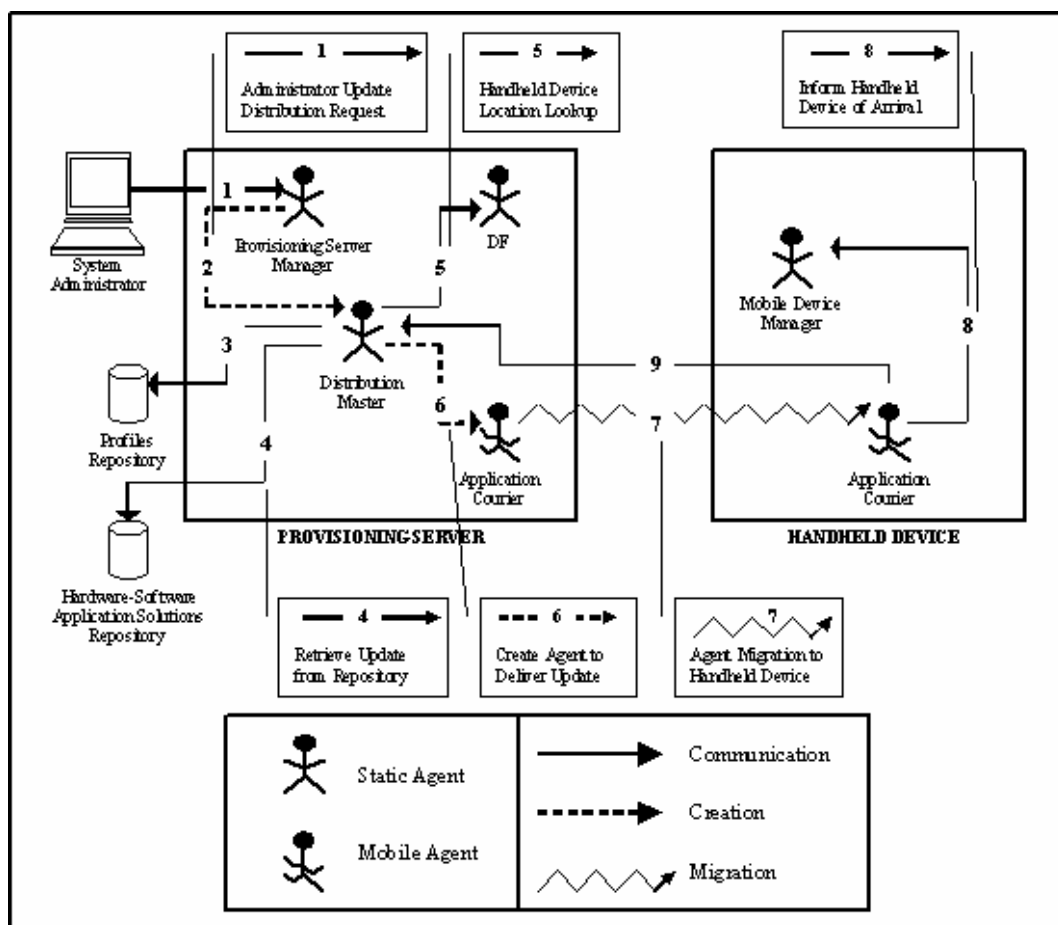 1
Administrator Update
Distribution Request
5
Handheld Device
Location Lookup
8
Inform Handheld
Device of Arrival
System
Administrator
1
Provisioning Server
Manager
DF
2
5
3
Distribution
Master
4
6
Profiles
Repository
Application
Courier
Hardware-Software
Application Solutions
Repository
PROVISIONING SERVER
9
7
Mobile Device
Manager
8
Application
Courier
HANDHELD DEVICE
4
Retrieve Update
from Repository
6
Create Agent to
Deliver Update
7
Agent Migration to
Handheld Device
Static Agent
Mobile Agent
Communication
Creation
Migration